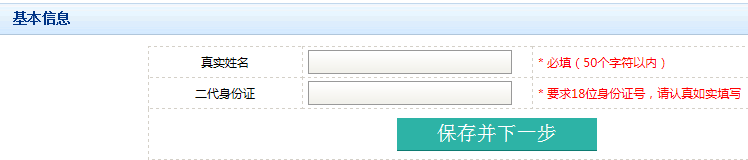 基本信息
真实姓名 * 必填（50个字符以内）
二代身份证 * 要求18位身份证号，请认真如实填写
保存并下一步